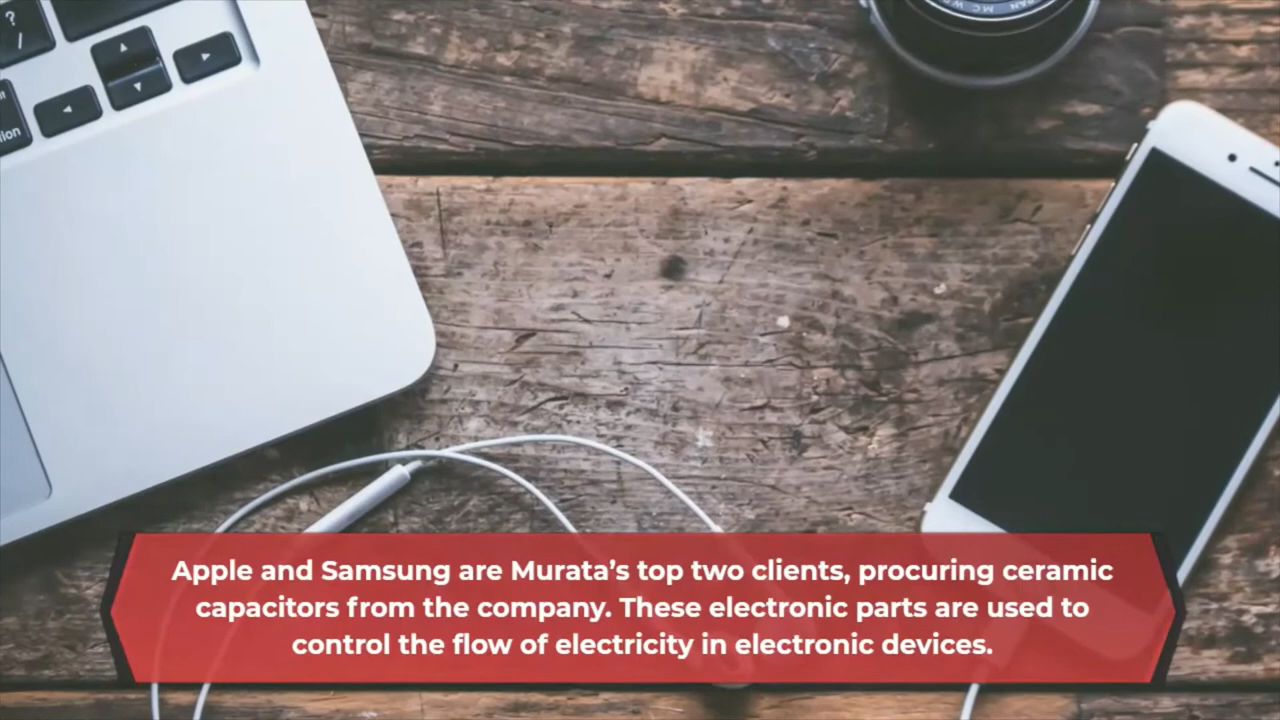 ? 
/
Apple and Samsung are Murata's top two clients, procuring ceramic
capacitors from the company. These electronic parts are used to
control the flow of electricity in electronic devices.